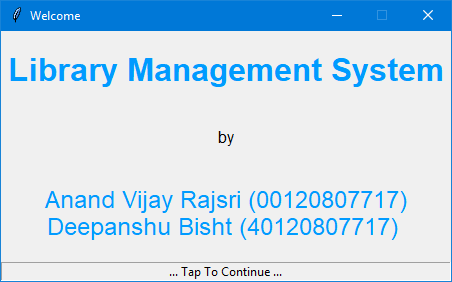 Welcome
Library Management System
by
Anand Vijay Rajsri (00120807717)
Deepanshu Bisht (40120807717)
... Tap To Continue ...